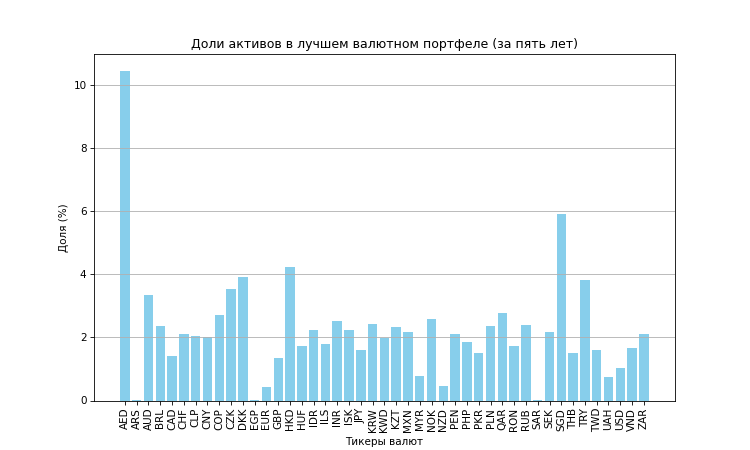 Доли активов в лучшем валютном портфеле (за пять лет)
Доля (%)
10
8
6
4
2
0
AED ARS AUD BRL CAD CHF CLP CNY COP CZK DKK EGP EUR GBP HKD HUF IDR ILS INR ISK JPY KRW KWD KZT MXN MYR NOK NZD PEN PHP PKR PLN QAR RON RUB SAR SEK SGD THB TRY TWD UAH USD VND ZAR
Тикеры валют